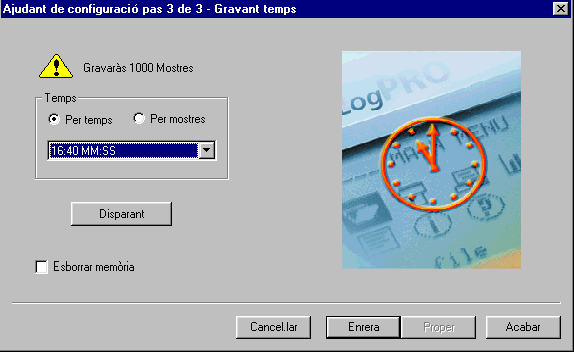 Ajudant de configuració pas 3 de 3 - Gravant temps
Gravaràs 1000 Mostres
Temps
Per temps
Per mostres
16:40 MM:SS
Disparant
Esborrar memòria
LogPRO
MAIN MENU
file
Cancel.lar
Enrera
Proper
Acabar